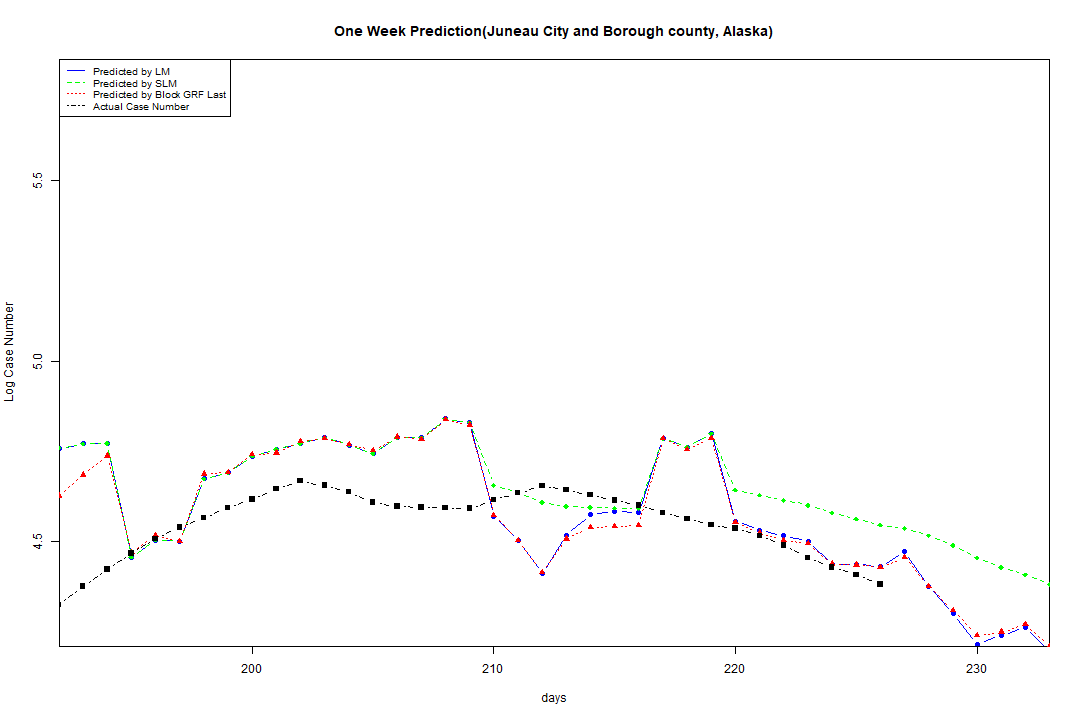 One Week Prediction(Juneau City and Borough county, Alaska)
Predicted by LM
Predicted by SLM
Predicted by Block GRF Last
Actual Case Number
5.5
5.0
4.5
Log Case Number
200
210
220
230
days